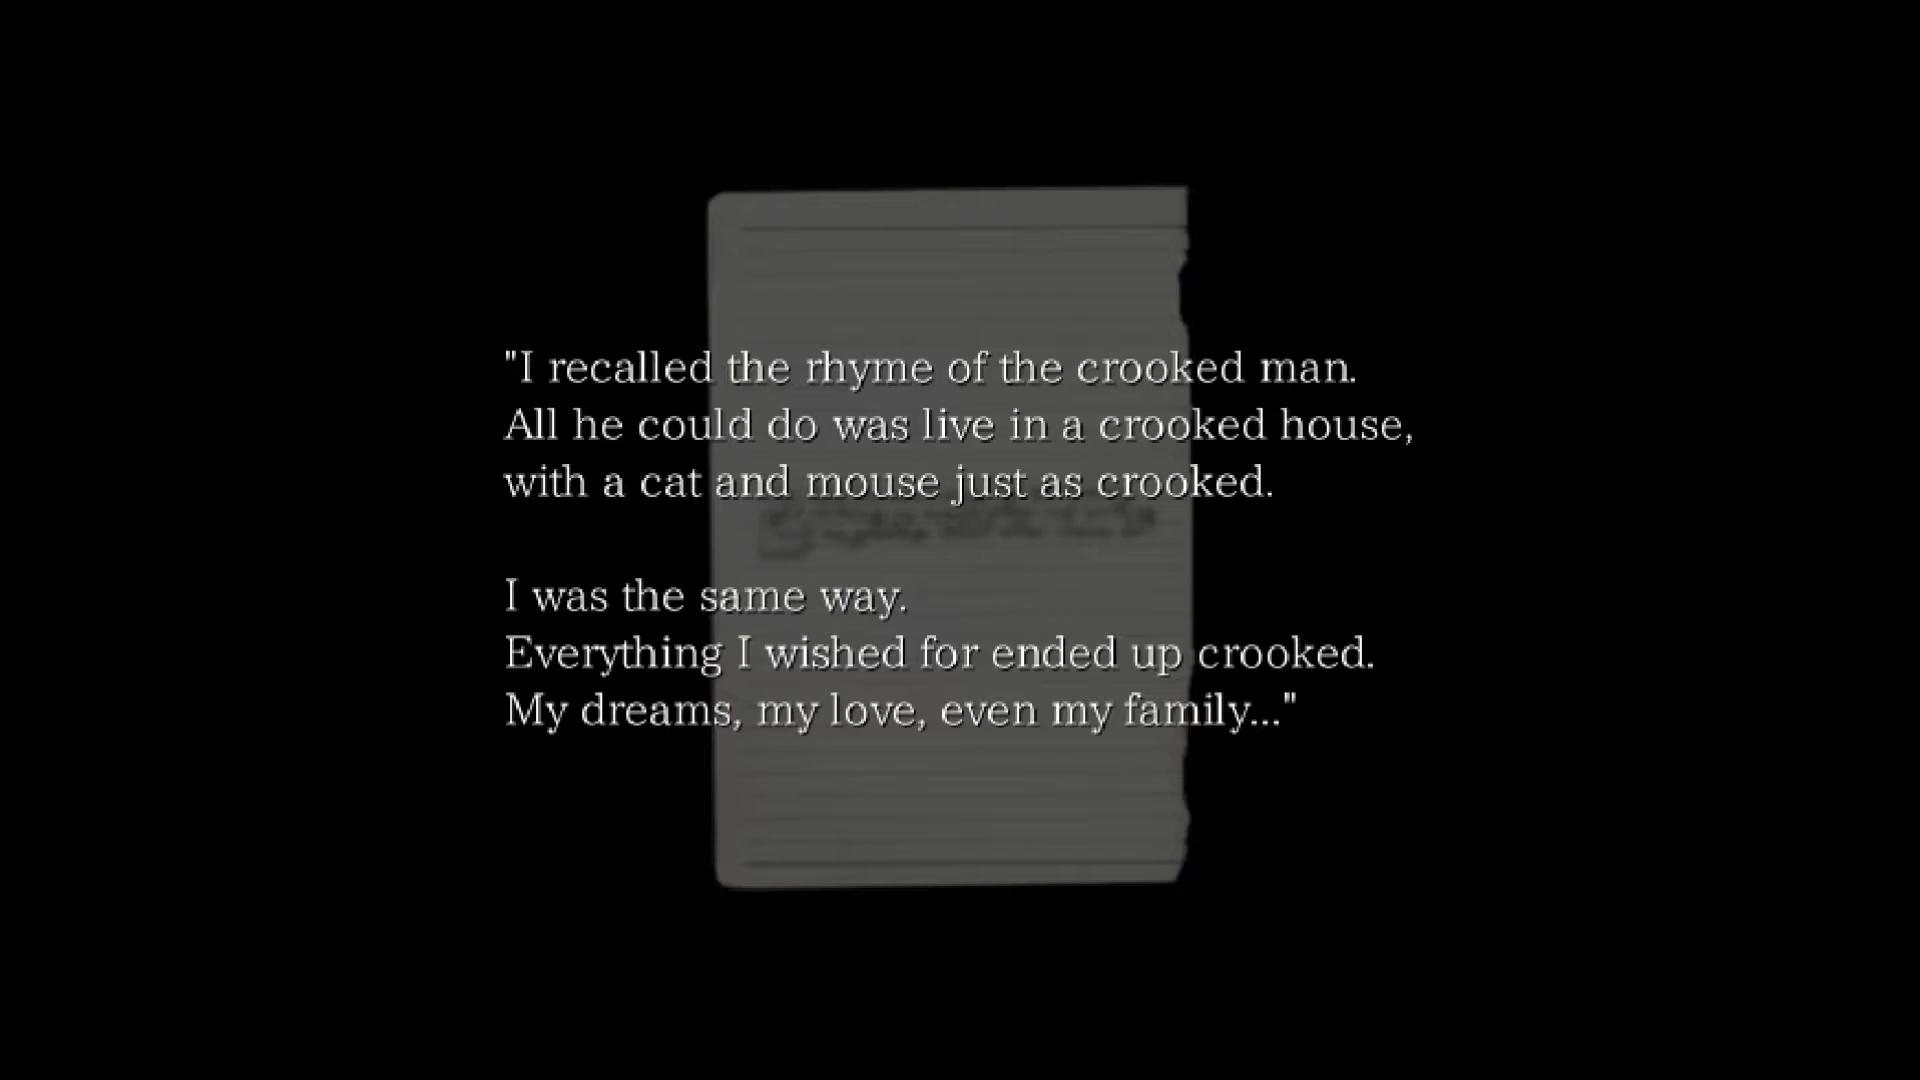 "I recalled the rhyme of the crooked man.
All he could do was live in a crooked house,
with a cat and mouse just as crooked.
I was the same way.
Everything I wished for ended up crooked.
My dreams, my love, even my family..."